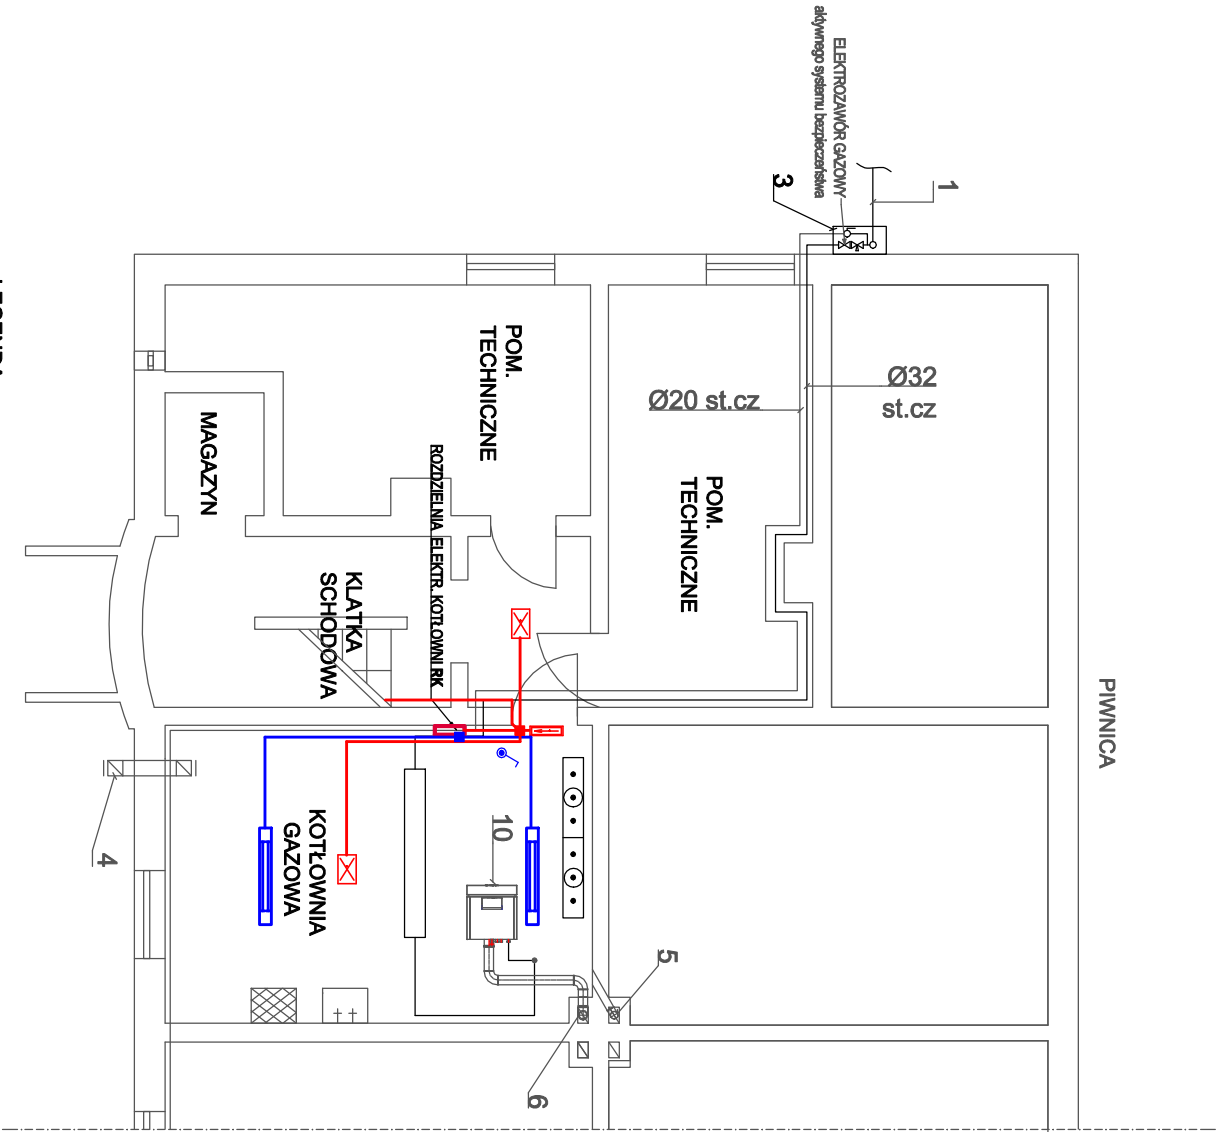 ELEKTROZAWÓR GAZOWY
aktywnego systemu bezpieczeństwa
1
3
Ø32
st.cz
Ø20 st.cz
POM.
TECHNICZNE
POM.
TECHNICZNE
MAGAZYN
ROZDZIELNIA ELEKTR. KOTŁOWNI RK
KLATKA
SCHODOWA
PIWNICA
KOTŁOWNIA
GAZOWA
10
4
5
6